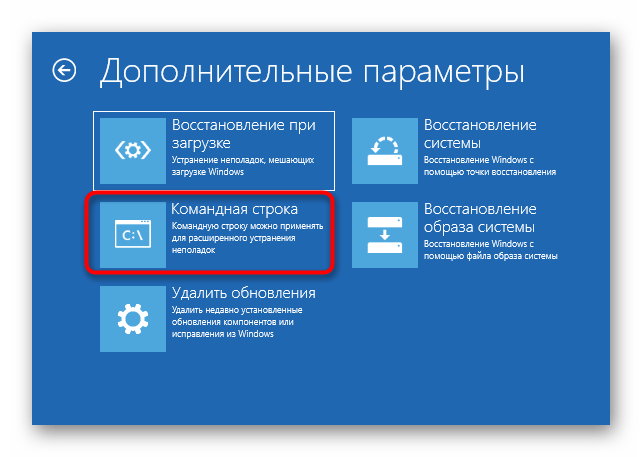 Дополнительные параметры
Восстановление при
загрузке
Устранение неполадок, мешающих
загрузке Windows
Командная строка
Командную строку можно применять
для расширенного устранения
неполадок
C:\
Удалить обновления
Удалить недавно установленные
обновления компонентов или
исправления из Windows
Восстановление
системы
Восстановление Windows с
помощью точки восстановления
Восстановление
образа системы
Восстановление Windows с
помощью файла образа системы